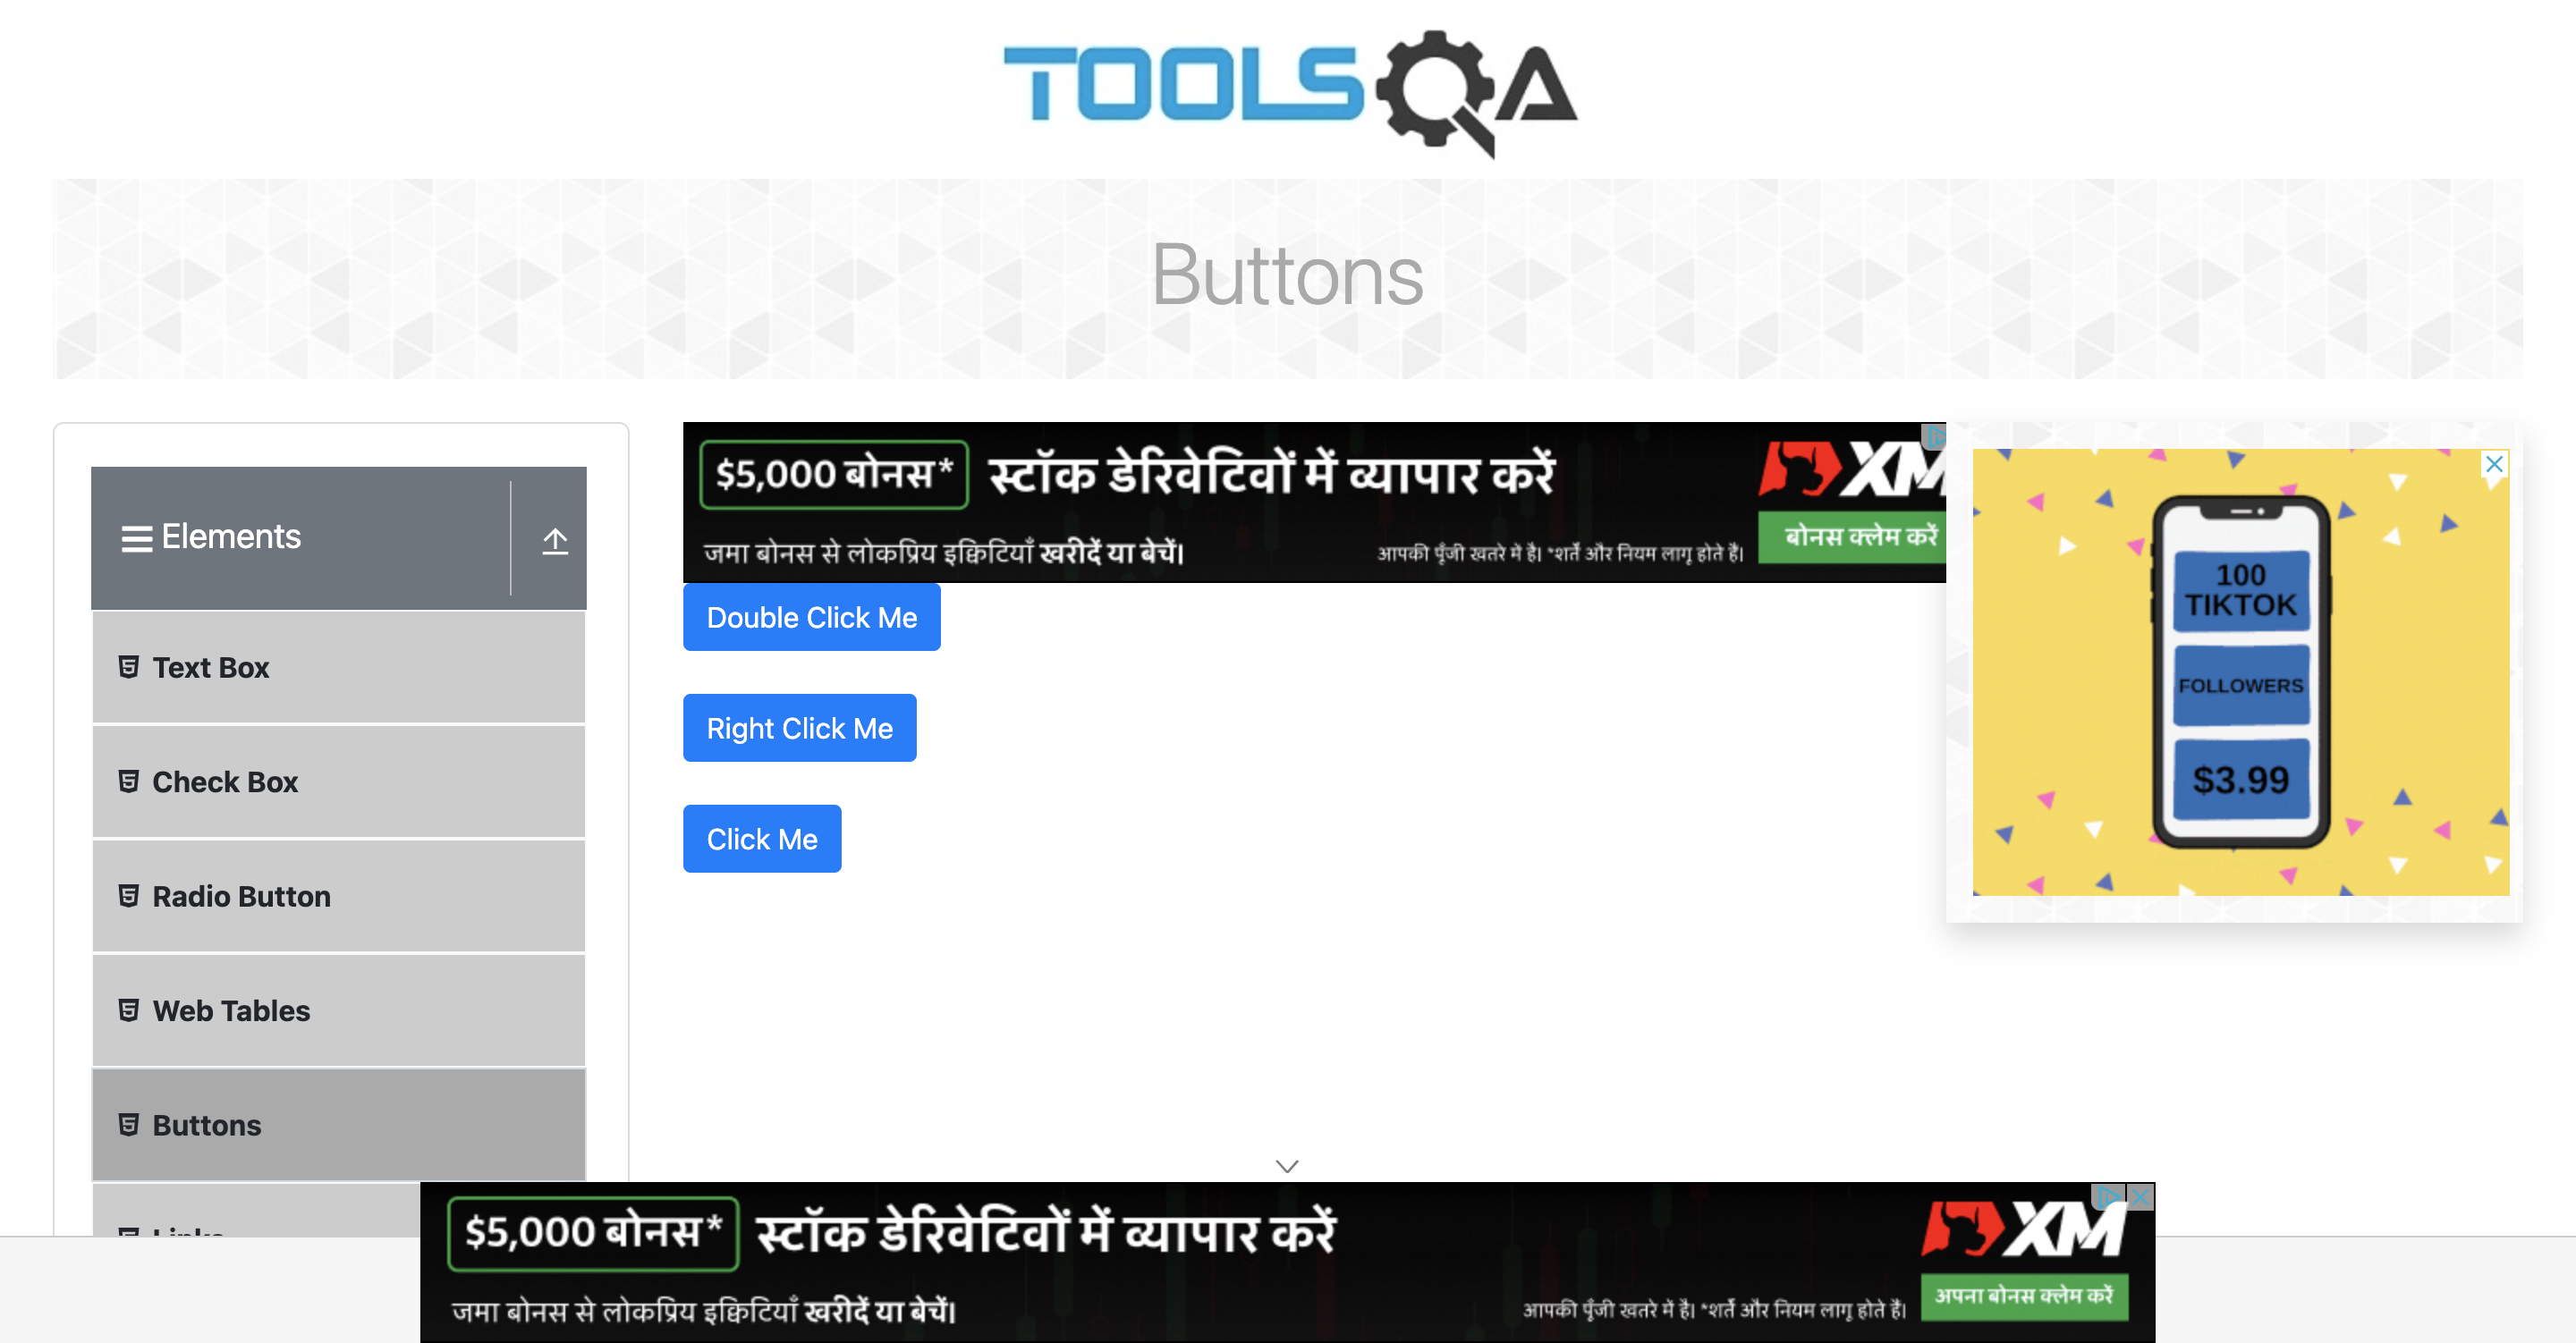 TOOLSQA
Buttons
Elements
Text Box
Check Box
Radio Button
Web Tables
Buttons
Links
$5,000 बोनस* स्टॉक डेरिवेटिवों में व्यापार करें
XM
जमा बोनस से लोकप्रिय इक्विटियाँ खरीदें या बेचें।
आपकी पूँजी खतरे में है। *शर्तें और नियम लागू होते हैं।
बोनस क्लेम करें
Double Click Me
Right Click Me
Click Me
100
TIKTOK
FOLLOWERS
$3.99
$5,000 बोनस* स्टॉक डेरिवेटिवों में व्यापार करें
XM
जमा बोनस से लोकप्रिय इक्विटियाँ खरीदें या बेचें।
आपकी पूँजी खतरे में है। *शर्तें और नियम लागू होते हैं।
अपना बोनस क्लेम करें